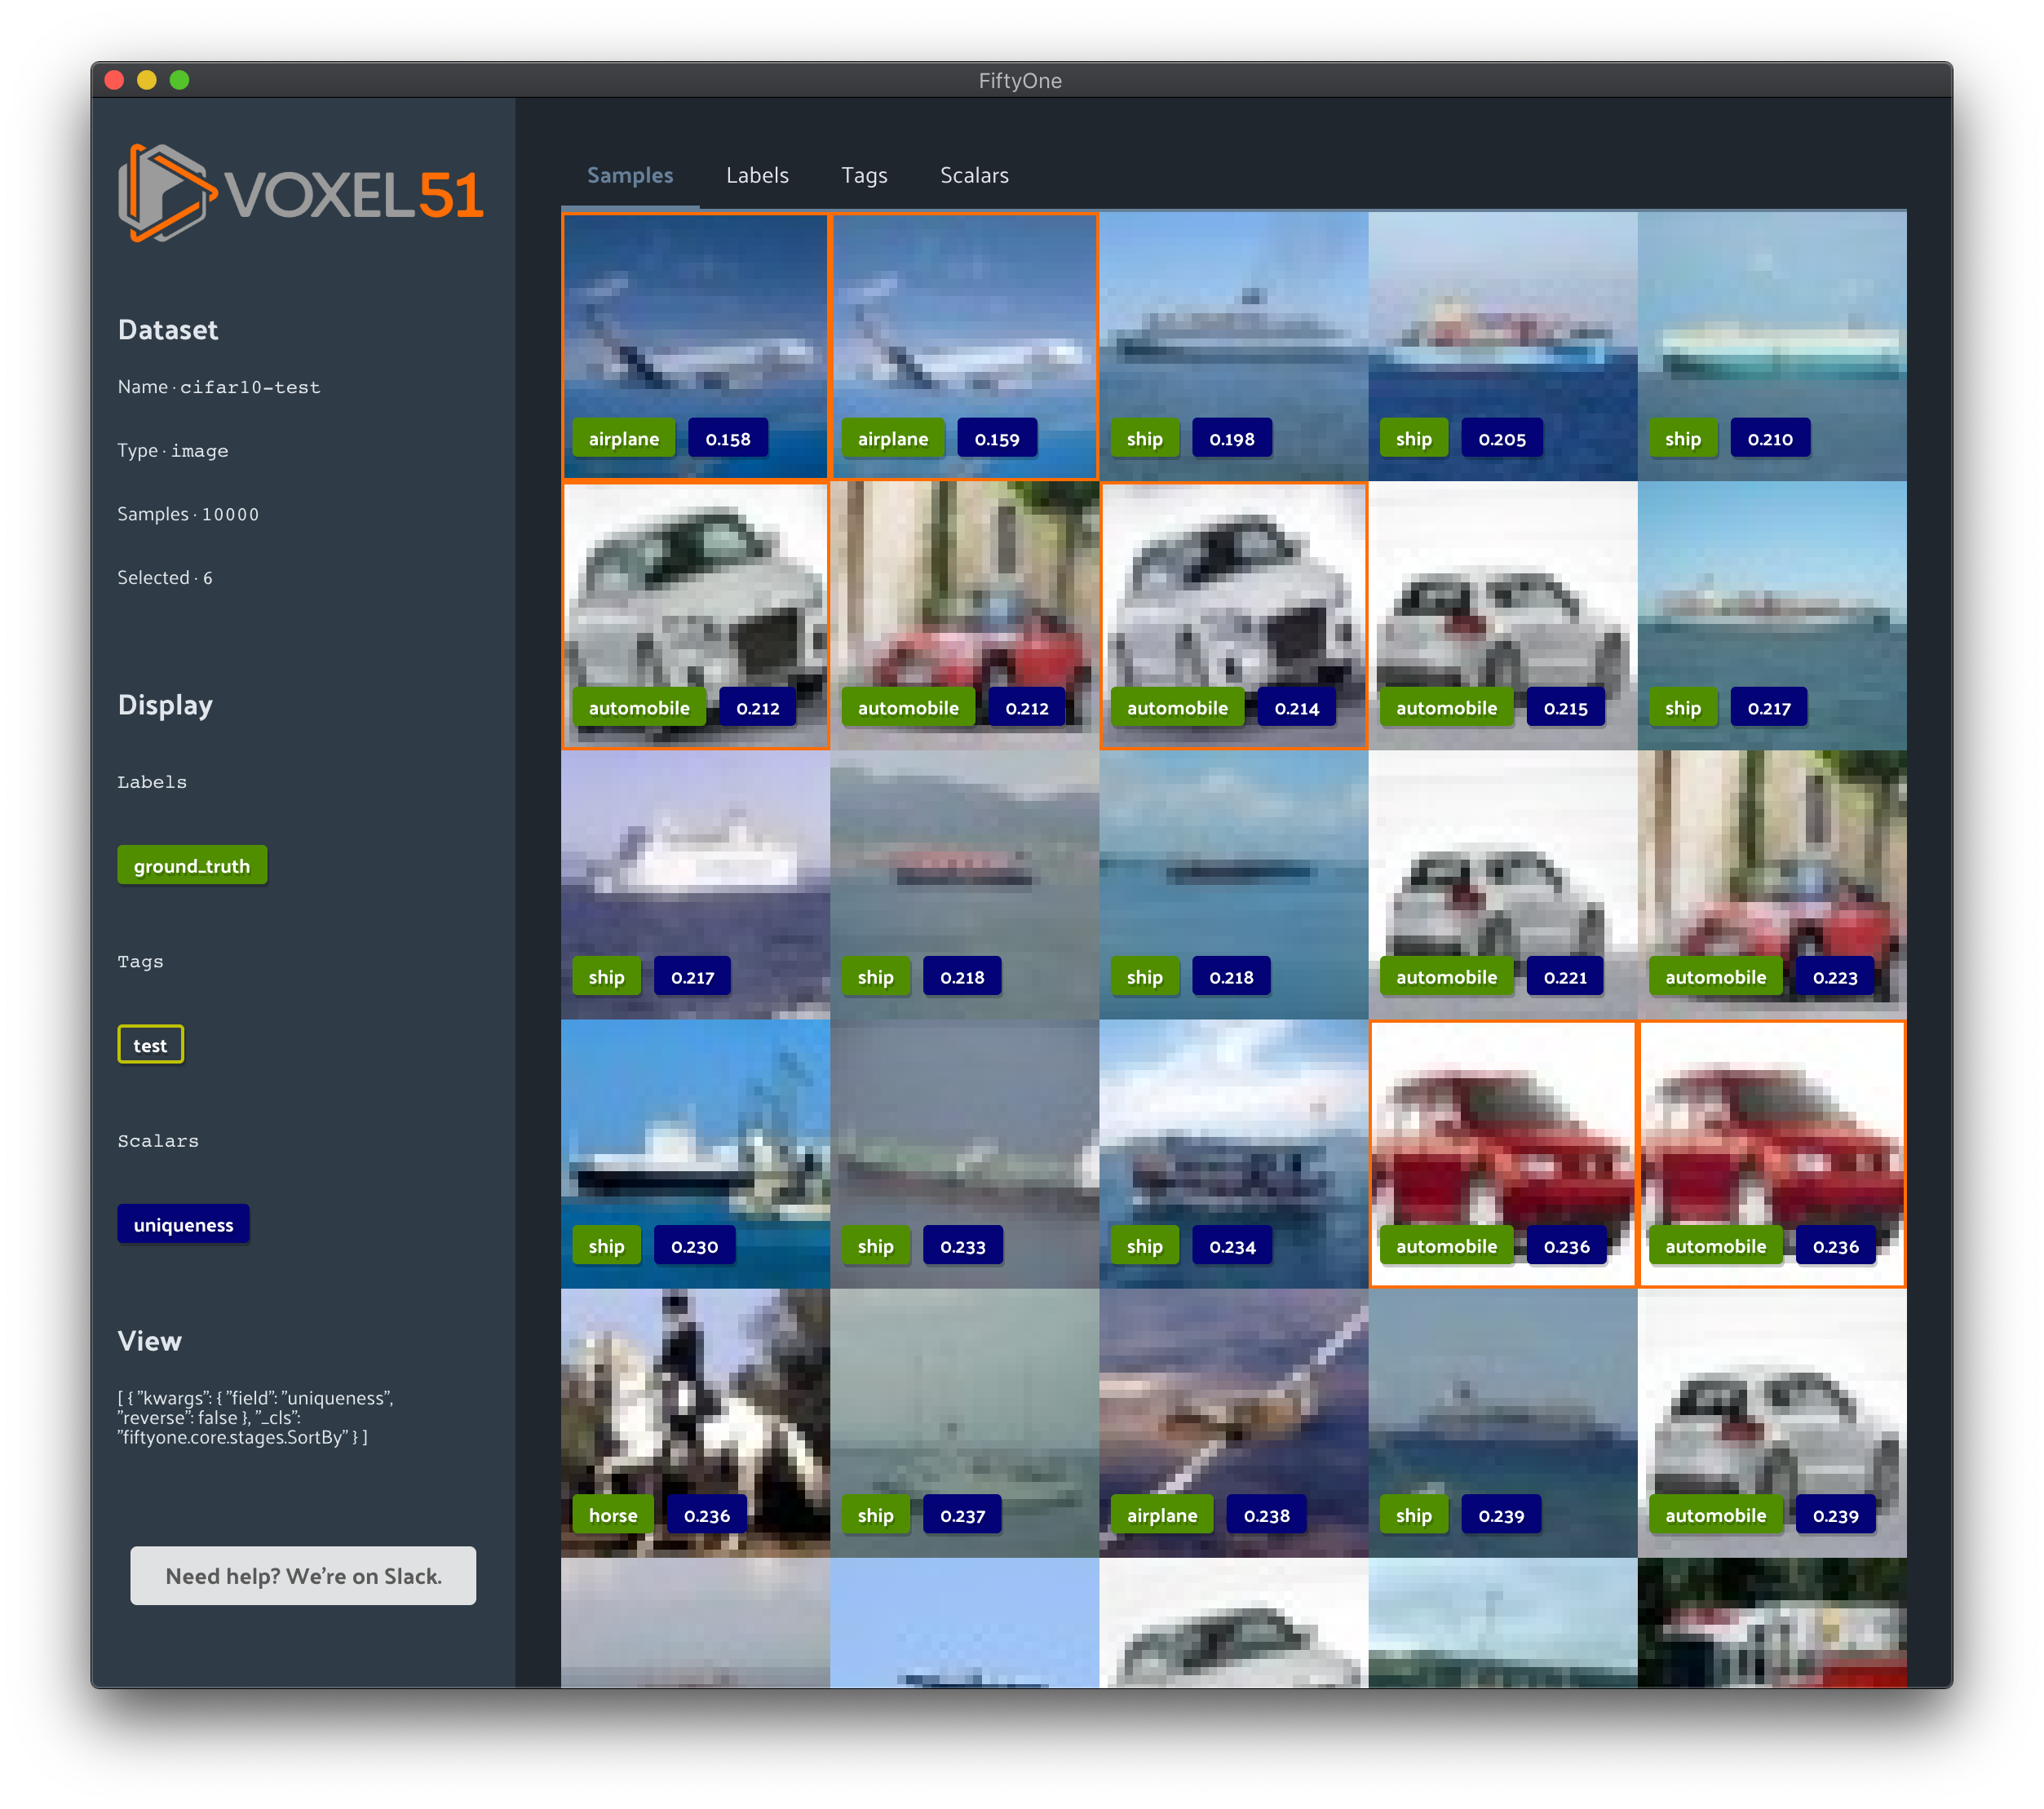 FiftyOne
VOXEL51
Dataset
Name · cifar10-test
Type · image
Samples · 10000
Selected · 6
Display
Labels
ground_truth
Tags
test
Scalars
uniqueness
View
[ { "kwargs": { "field": "uniqueness",
"reverse": false }, "_cls":
"fiftyone.core.stages.SortBy" } ]
Need help? We're on Slack.
Samples Labels Tags Scalars
airplane 0.158 airplane 0.159 ship 0.198 ship 0.205 ship 0.210
automobile 0.212 automobile 0.212 automobile 0.214 automobile 0.215 ship 0.217
ship 0.217 ship 0.218 ship 0.218 automobile 0.221 automobile 0.223
ship 0.230 ship 0.233 ship 0.234 automobile 0.236 automobile 0.236
horse 0.236 ship 0.237 airplane 0.238 ship 0.239 automobile 0.239